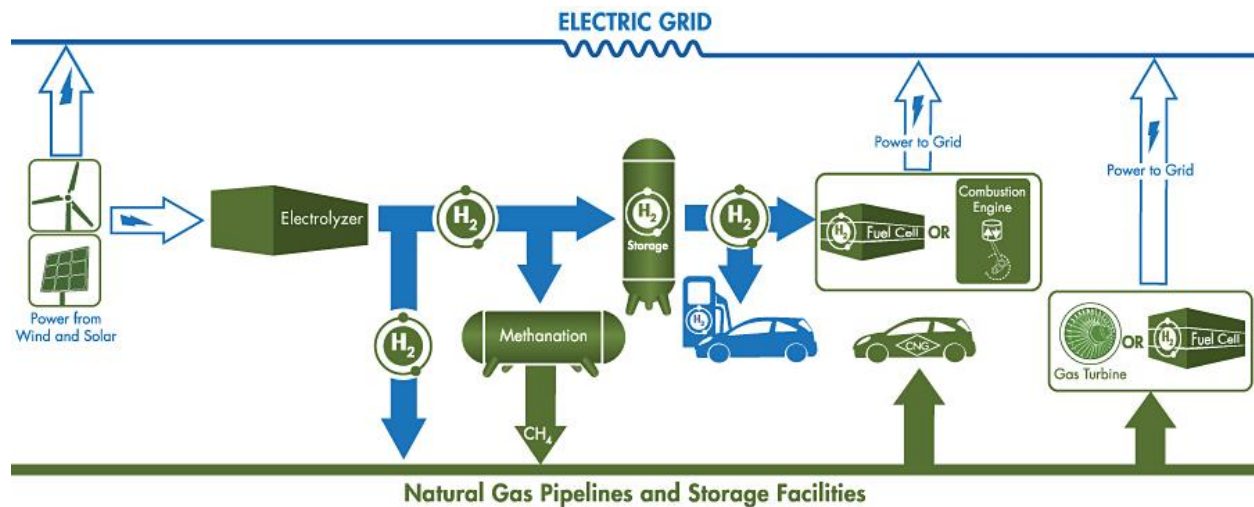 ELECTRIC GRID
Power to Grid
Power to Grid
Electrolyzer
H2
H2
Storage
H2
H2
Fuel Cell
OR
Combustion
Engine
Power from
Wind and Solar
H2
Methanation
H2
CNG
Gas Turbine
OR
H2
Fuel Cell
CH4
Natural Gas Pipelines and Storage Facilities